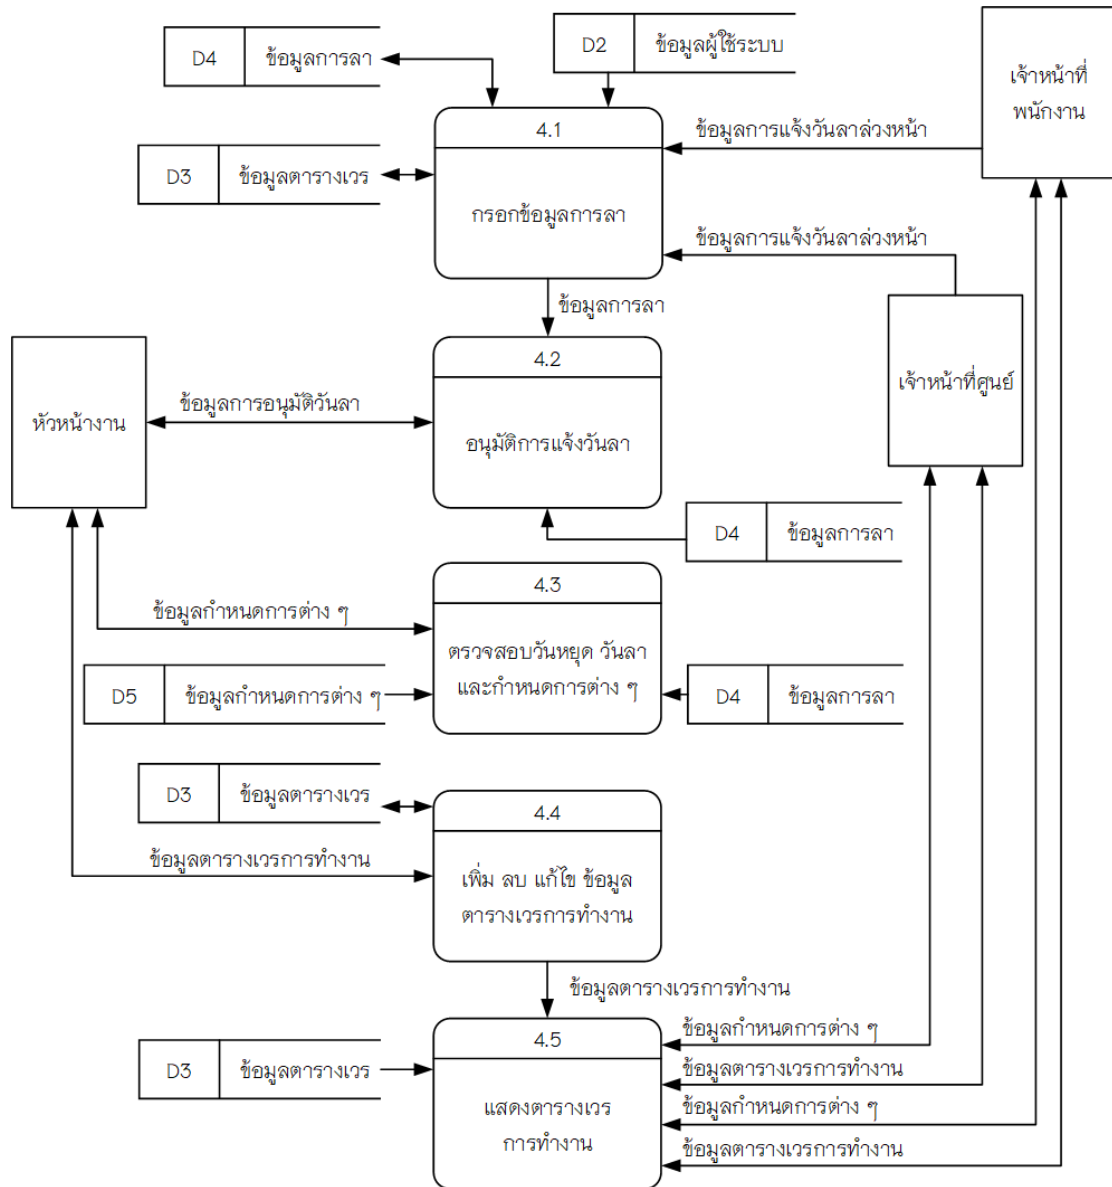 D4 ข้อมูลการลา
D2 ข้อมูลผู้ใช้ระบบ
เจ้าหน้าที่
พนักงาน
4.1
กรอกข้อมูลการลา
ข้อมูลการแจ้งวันลาล่วงหน้า
D3 ข้อมูลตารางเวร
ข้อมูลการแจ้งวันลาล่วงหน้า
ข้อมูลการลา
เจ้าหน้าที่ศูนย์
หัวหน้างาน
ข้อมูลการอนุมัติวันลา
4.2
อนุมัติการแจ้งวันลา
D4 ข้อมูลการลา
4.3
ตรวจสอบวันหยุด วันลา
และกำหนดการต่าง ๆ
ข้อมูลกำหนดการต่าง ๆ
D5 ข้อมูลกำหนดการต่าง ๆ
D4 ข้อมูลการลา
D3 ข้อมูลตารางเวร
4.4
เพิ่ม ลบ แก้ไข ข้อมูล
ตารางเวรการทำงาน
ข้อมูลตารางเวรการทำงาน
ข้อมูลตารางเวรการทำงาน
4.5
แสดงตารางเวร
การทำงาน
D3 ข้อมูลตารางเวร
ข้อมูลกำหนดการต่าง ๆ
ข้อมูลตารางเวรการทำงาน
ข้อมูลกำหนดการต่าง ๆ
ข้อมูลตารางเวรการทำงาน